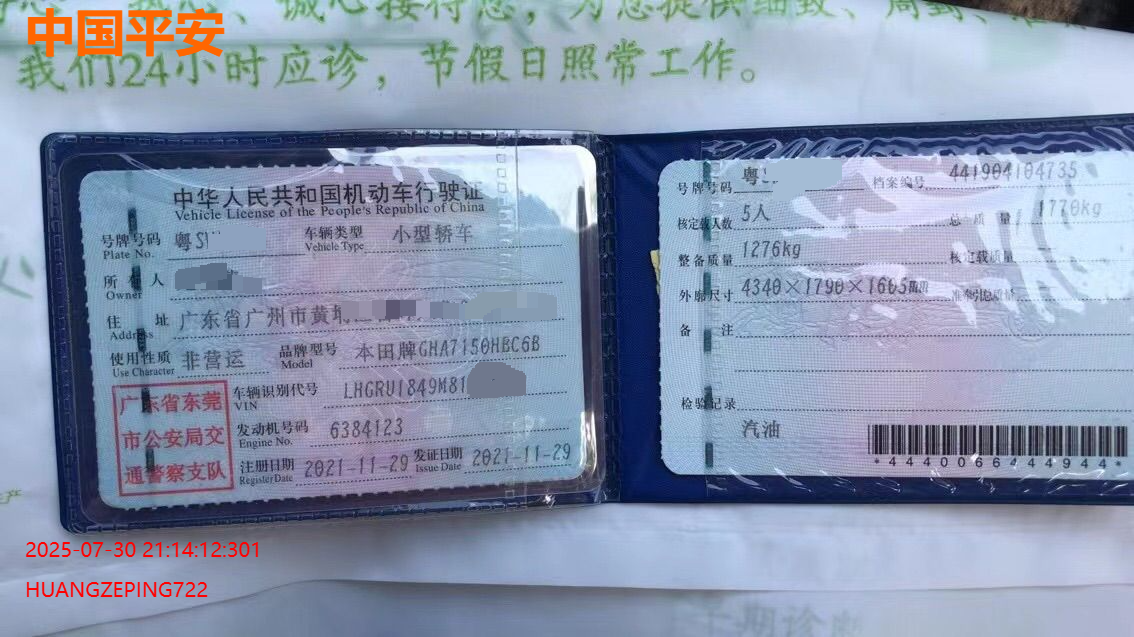 中国平安
我们24小时应诊，节假日照常工作。
中华人民共和国机动车行驶证
Vehicle License of the People's Republic of China
号牌号码 粤S 车辆类型 小型轿车
Plate No. Vehicle Type
所有人
Owner
住址 广东省广州市黄埔
Address
使用性质 非营运 品牌型号 本田牌GHA7150HBC6B
Use Character Model
广东省东莞
市公安局交
通警察支队
车辆识别代号 LHGRU1849M81
VIN
发动机号码 6384123
Engine No.
注册日期 2021-11-29 发证日期 2021-11-29
Register Date Issue Date
号牌号码 粤 档案编号 441904104735
核定载人数 5人 总质量 1770kg
整备质量 1276kg 核定载质量
外廓尺寸 4340×1790×1605mm 准牵引总质量
备注
检验记录
汽油
*4440066444944*
2025-07-30 21:14:12:301
HUANGZEPING722